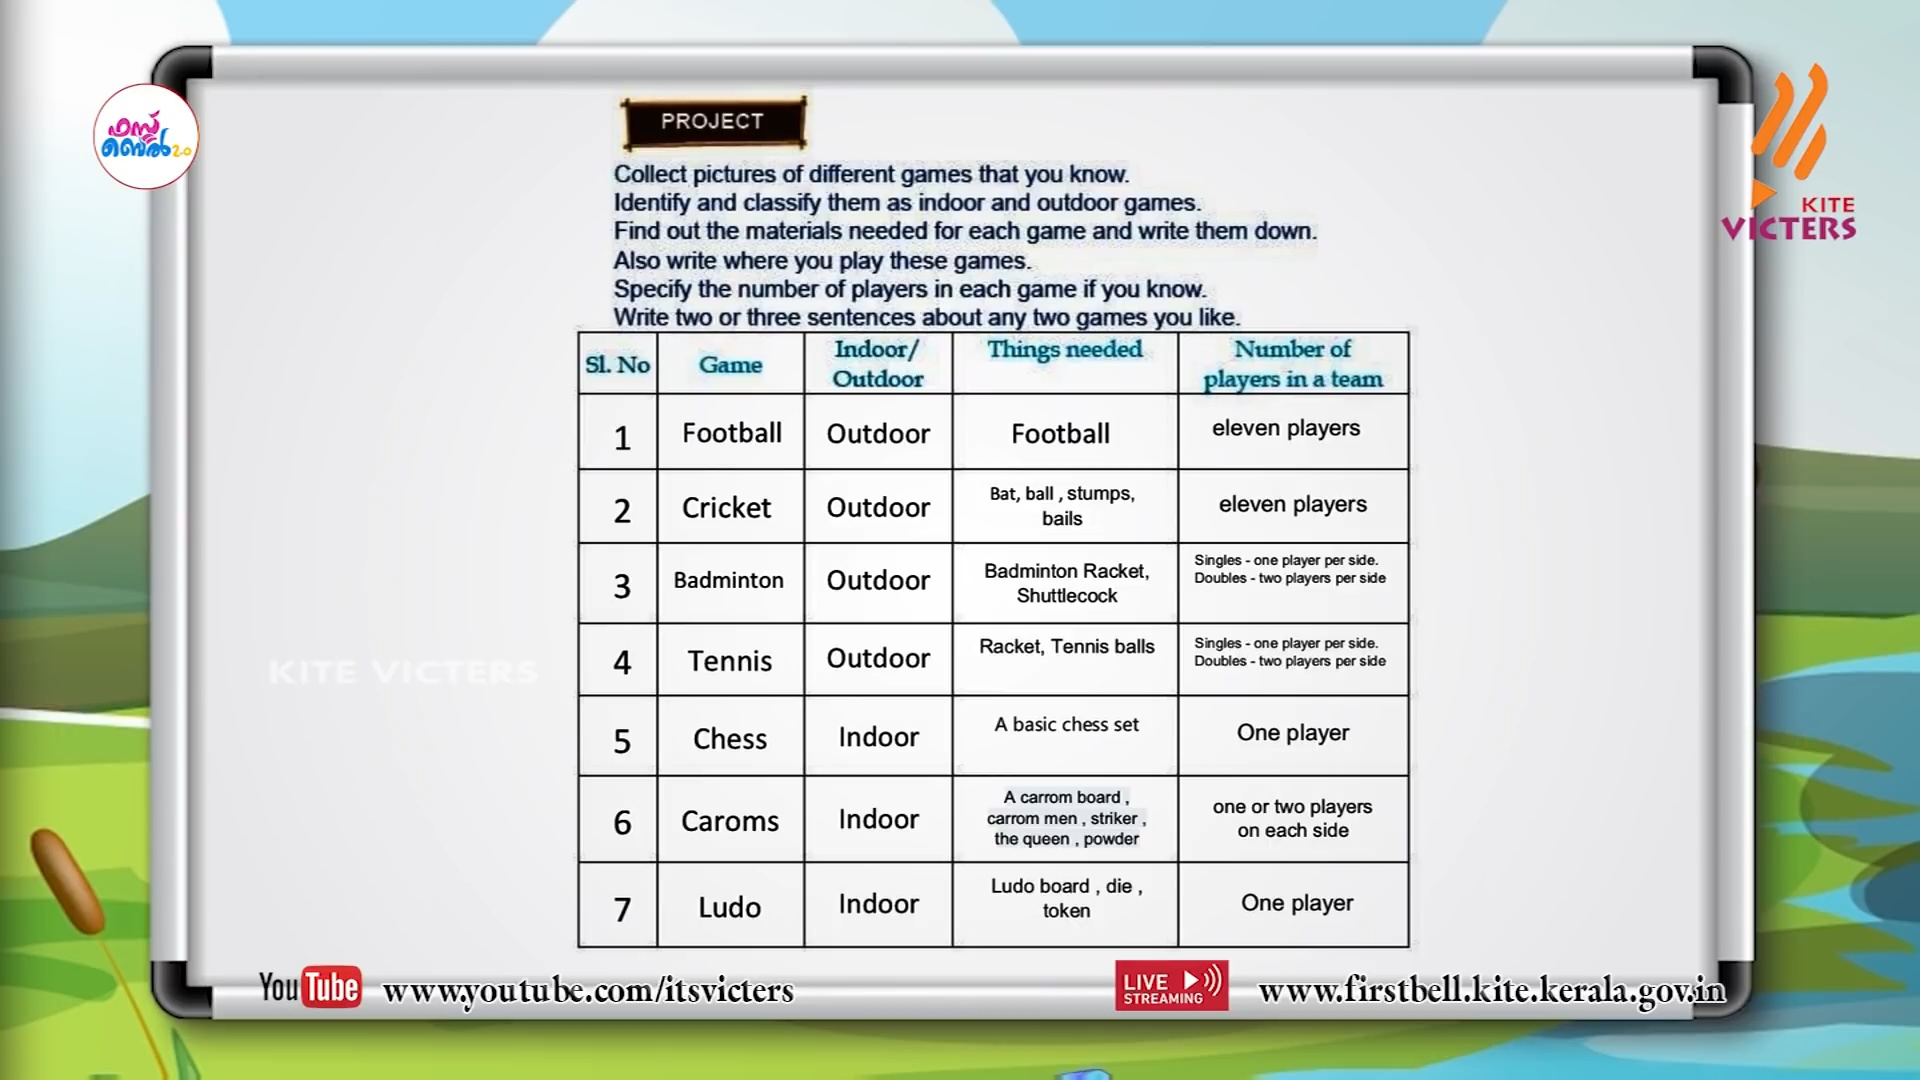 PROJECT
ഫസ്റ്റ്
ബെൽ 2.0
KITE
VICTERS
Collect pictures of different games that you know.
Identify and classify them as indoor and outdoor games.
Find out the materials needed for each game and write them down.
Also write where you play these games.
Specify the number of players in each game if you know.
Write two or three sentences about any two games you like.
Sl. No
Game
Indoor/
Outdoor
Things needed
Number of
players in a team
1
Football
Outdoor
Football
eleven players
2
Cricket
Outdoor
Bat, ball , stumps,
bails
eleven players
3
Badminton
Outdoor
Badminton Racket,
Shuttlecock
Singles - one player per side.
Doubles - two players per side
4
Tennis
Outdoor
Racket, Tennis balls
Singles - one player per side.
Doubles - two players per side
5
Chess
Indoor
A basic chess set
One player
6
Caroms
Indoor
A carrom board ,
carrom men , striker ,
the queen , powder
one or two players
on each side
7
Ludo
Indoor
Ludo board , die ,
token
One player
KITE VICTERS
YouTube www.youtube.com/itsvicters
LIVE
STREAMING
www.firstbell.kite.kerala.gov.in